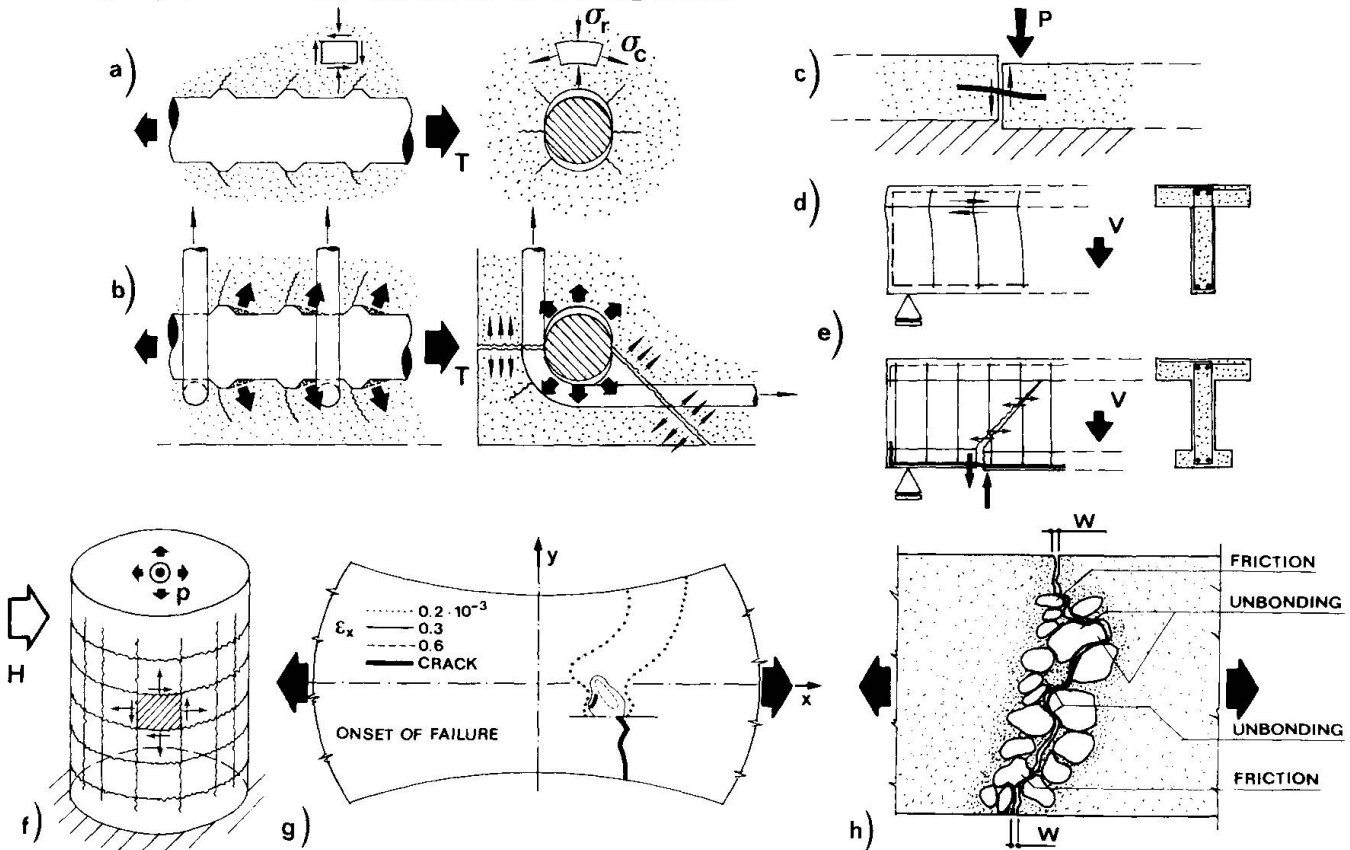 a)
σr
σc
T
b)
T
P
c)
d)
V
e)
V
H
p
f)
y
εx
0.2·10⁻³
0.3
0.6
CRACK
x
ONSET OF FAILURE
g)
W
FRICTION
UNBONDING
UNBONDING
FRICTION
W
h)